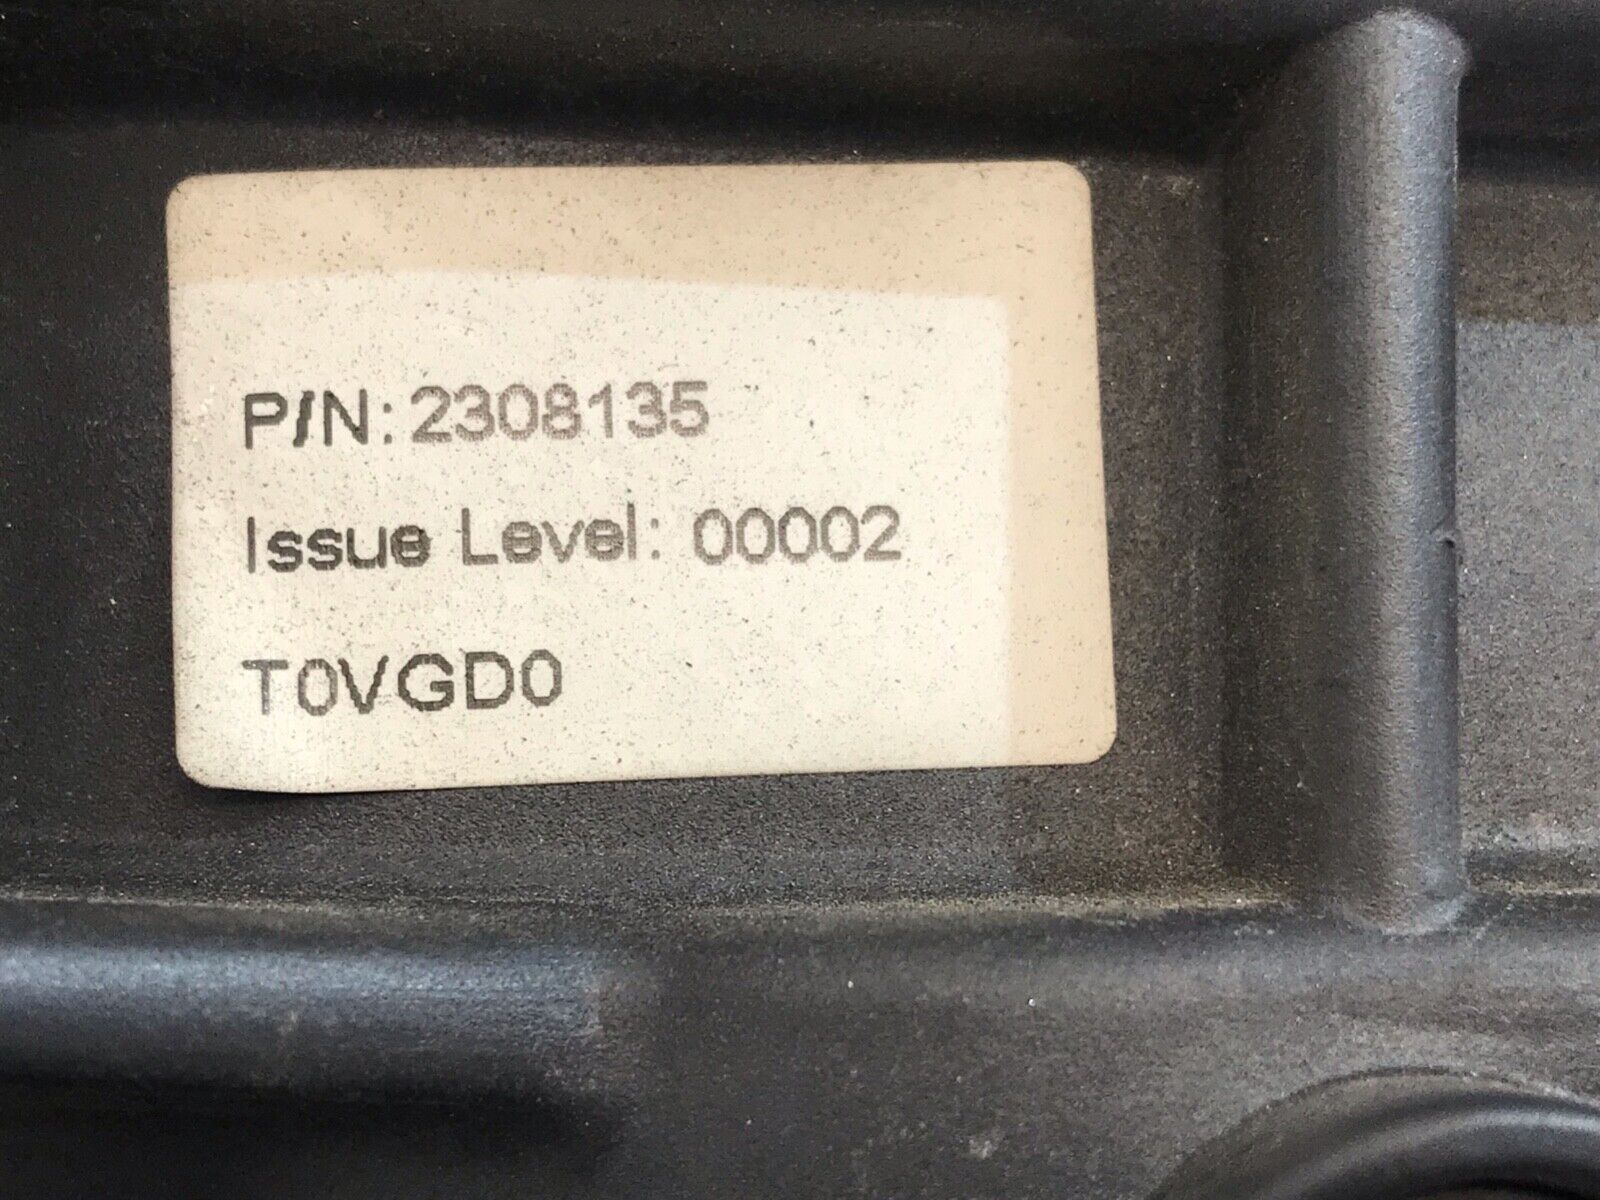 P/N: 2308135
Issue Level: 00002
T0VGD0